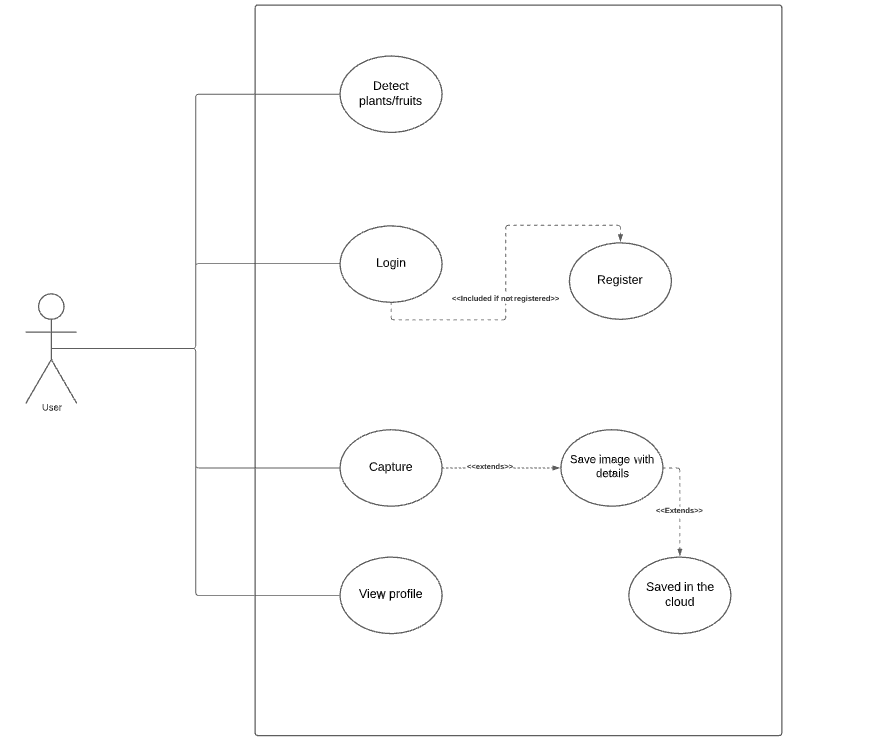 Detect
plants/fruits
Login
Register
<<Included if not registered>>
User
Capture
<<extends>>
Save image with
details
<<Extends>>
View profile
Saved in the
cloud